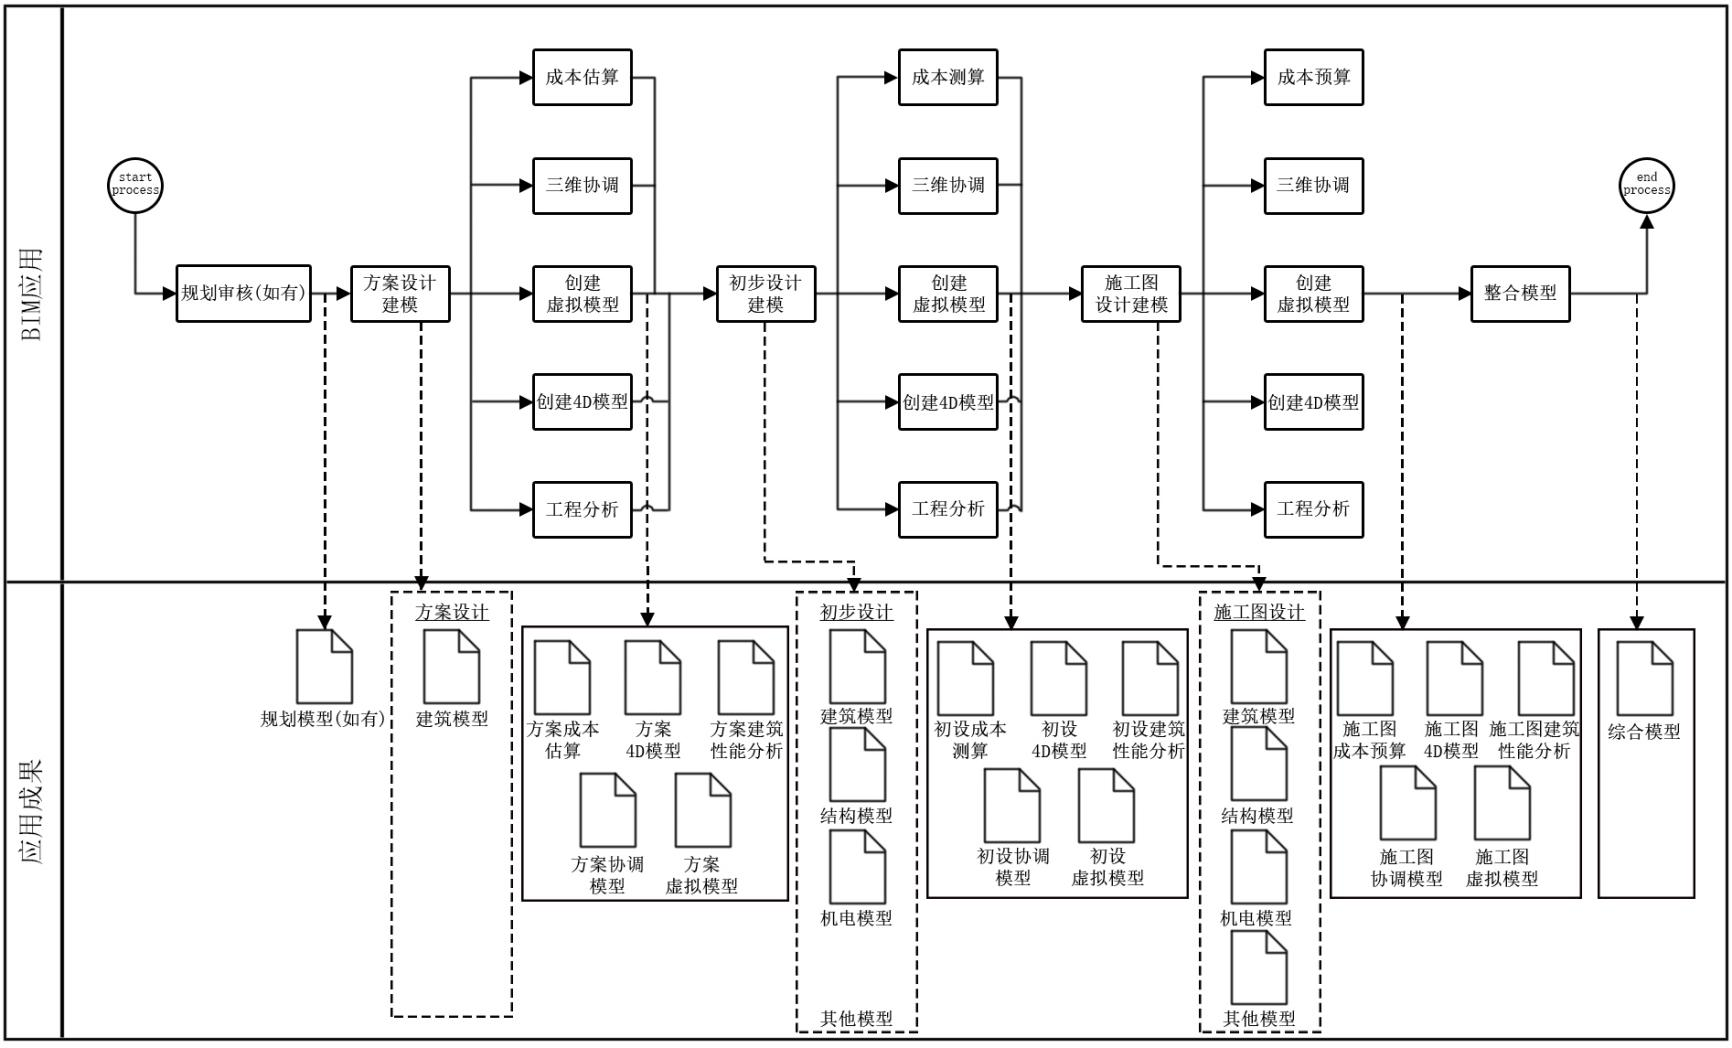 BIM应用
start
process
规划审核(如有)
方案设计
建模
成本估算
三维协调
创建
虚拟模型
创建4D模型
工程分析
初步设计
建模
成本测算
三维协调
创建
虚拟模型
创建4D模型
工程分析
施工图
设计建模
成本预算
三维协调
创建
虚拟模型
创建4D模型
工程分析
整合模型
end
process
应用成果
规划模型(如有)
方案设计
建筑模型
方案成本
估算
方案
4D模型
方案建筑
性能分析
方案协调
模型
方案
虚拟模型
初步设计
建筑模型
结构模型
机电模型
其他模型
初设成本
测算
初设
4D模型
初设建筑
性能分析
初设协调
模型
初设
虚拟模型
施工图设计
建筑模型
结构模型
机电模型
其他模型
施工图
成本预算
施工图
4D模型
施工图建筑
性能分析
施工图
协调模型
施工图
虚拟模型
综合模型